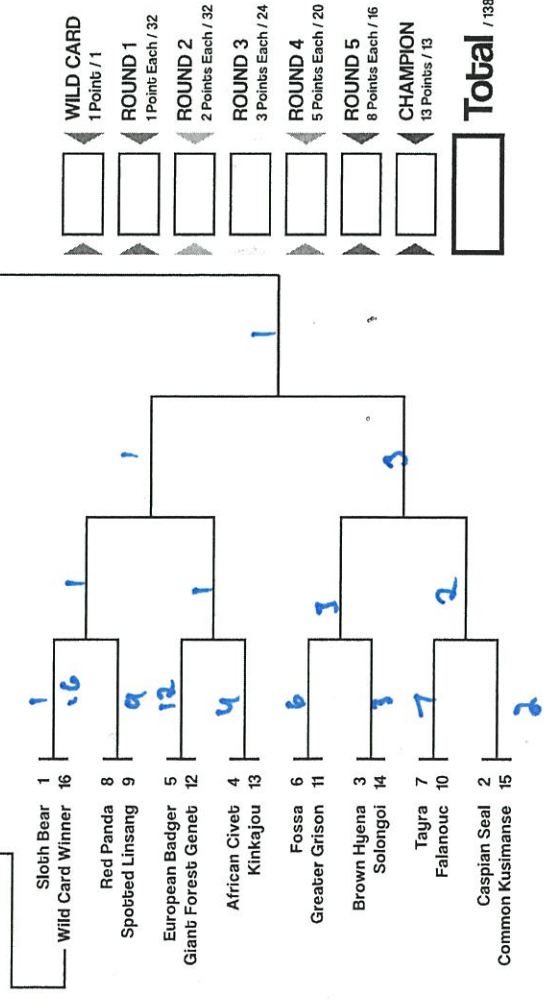 WILD CARD
1 Point / 1
ROUND 1
1 Point Each / 32
ROUND 2
2 Points Each / 32
ROUND 3
3 Points Each / 24
ROUND 4
5 Points Each / 20
ROUND 5
8 Points Each / 16
CHAMPION
13 Points / 13
Total / 138
Sloth Bear 1
Wild Card Winner 16
Red Panda 8
Spotted Linsang 9
European Badger 5
Giant Forest Genet 12
African Civet 4
Kinkajou 13
Fossa 6
Greater Grison 11
Brown Hyena 3
Solongoi 14
Tayra 7
Falanouc 10
Caspian Seal 2
Common Kusimanse 15
1
9
12
4
6
3
7
2
1
1
3
2
1
3
1